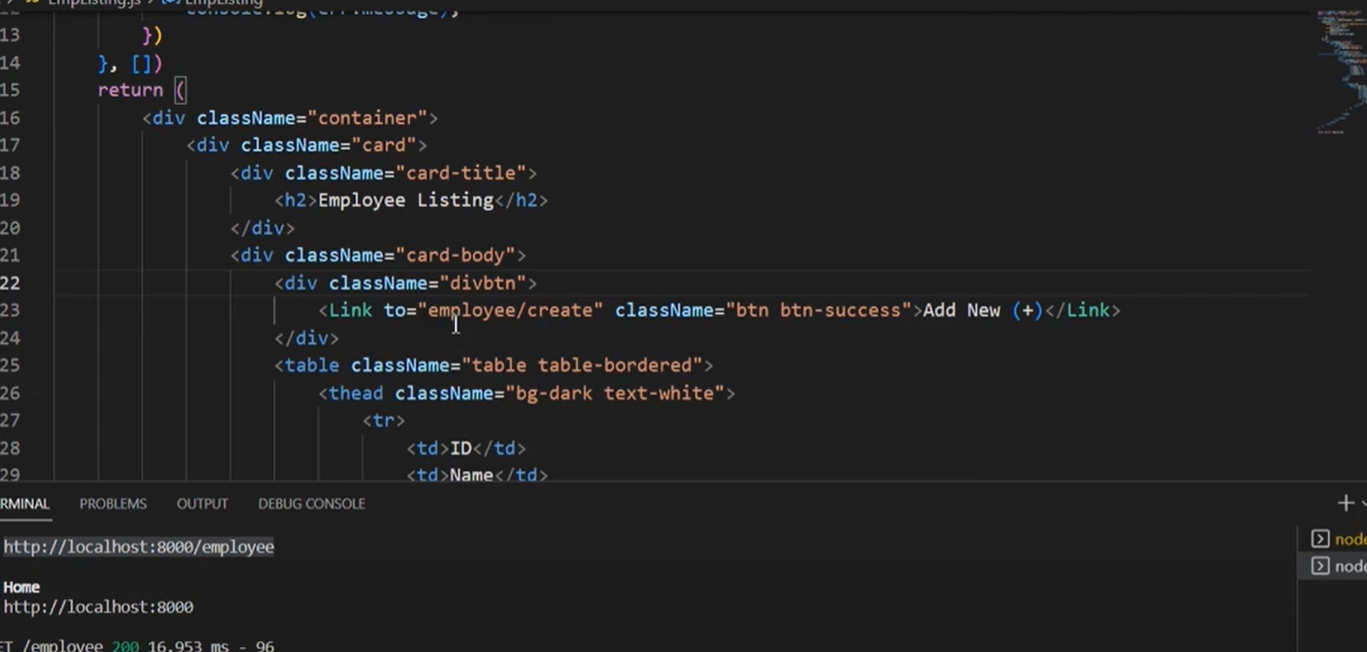 EmpListing.js > EmpListing
12 console.log(err.message);
13 })
14 }, [])
15 return (
16 <div className="container">
17 <div className="card">
18 <div className="card-title">
19 <h2>Employee Listing</h2>
20 </div>
21 <div className="card-body">
22 <div className="divbtn">
23 <Link to="employee/create" className="btn btn-success">Add New (+)</Link>
24 </div>
25 <table className="table table-bordered">
26 <thead className="bg-dark text-white">
27 <tr>
28 <td>ID</td>
29 <td>Name</td>
RMINAL PROBLEMS OUTPUT DEBUG CONSOLE
http://localhost:8000/employee
node
Home
node
http://localhost:8000
ET /employee 200 16.953 ms - 96